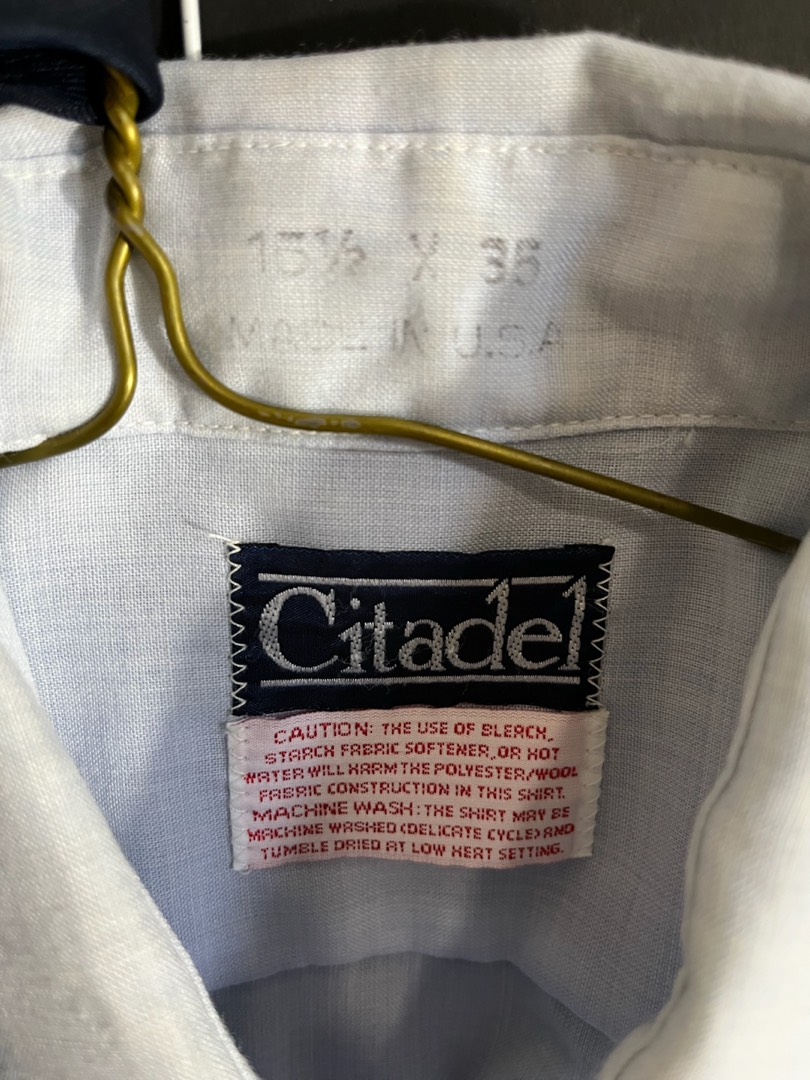 15½ X 36
MADE IN U.S.A
Citadel
CAUTION: THE USE OF BLEACH,
STARCH FABRIC SOFTENER, OR HOT
WATER WILL HARM THE POLYESTER/WOOL
FABRIC CONSTRUCTION IN THIS SHIRT.
MACHINE WASH: THE SHIRT MAY BE
MACHINE WASHED (DELICATE CYCLE) AND
TUMBLE DRIED AT LOW HEAT SETTING.